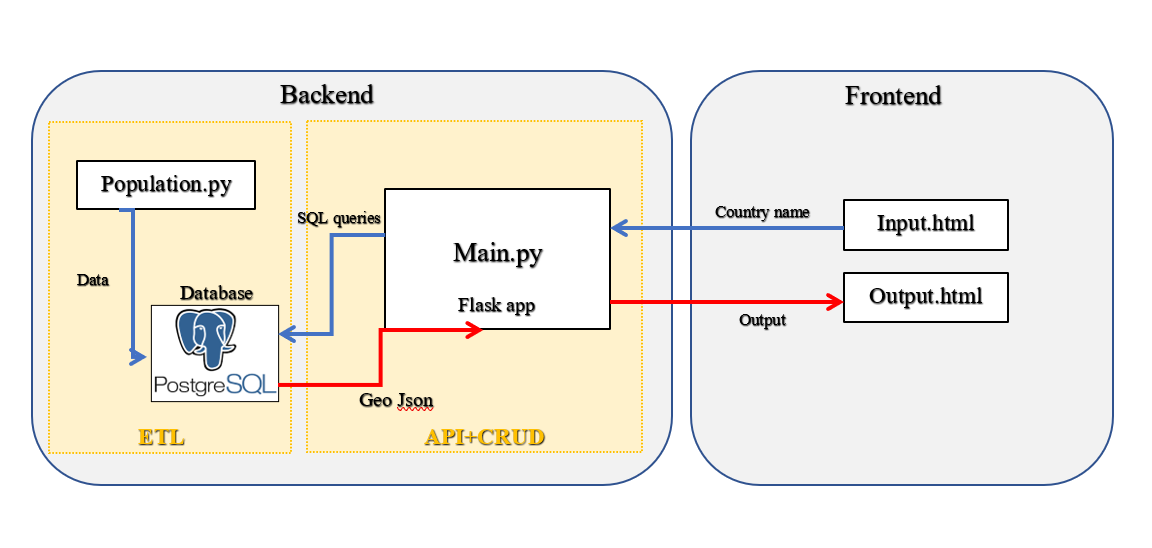 Backend
Frontend
Population.py
SQL queries
Country name
Input.html
Main.py
Data
Database
Flask app
Output.html
Output
PostgreSQL
Geo Json
ETL
API+CRUD